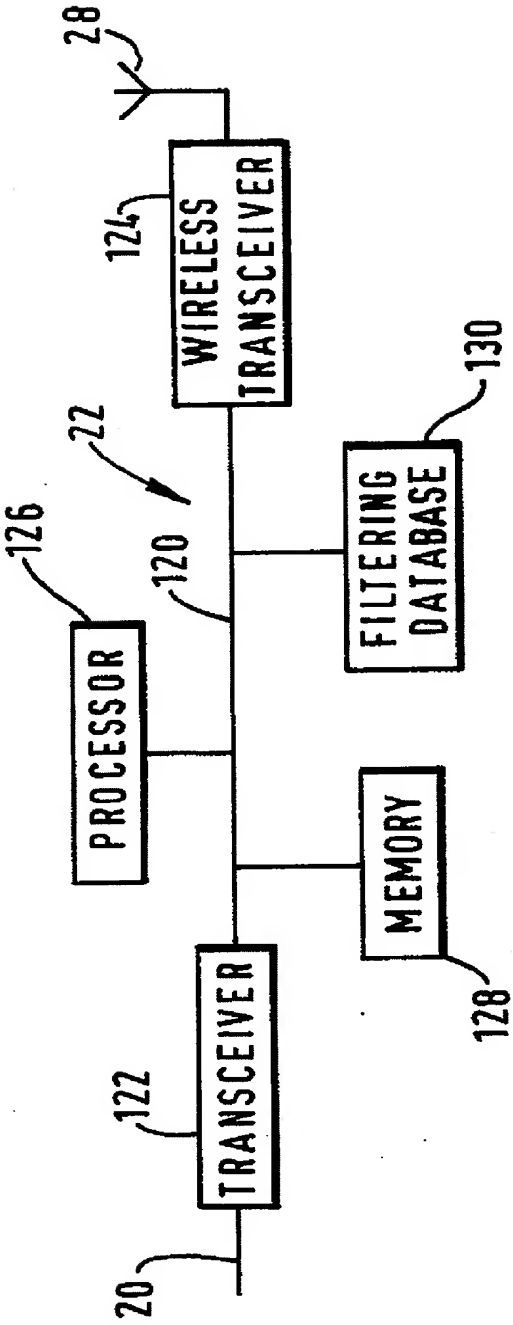 20
122
TRANSCEIVER
126
PROCESSOR
128
MEMORY
120
22
130
FILTERING
DATABASE
124
WIRELESS
TRANSCEIVER
28